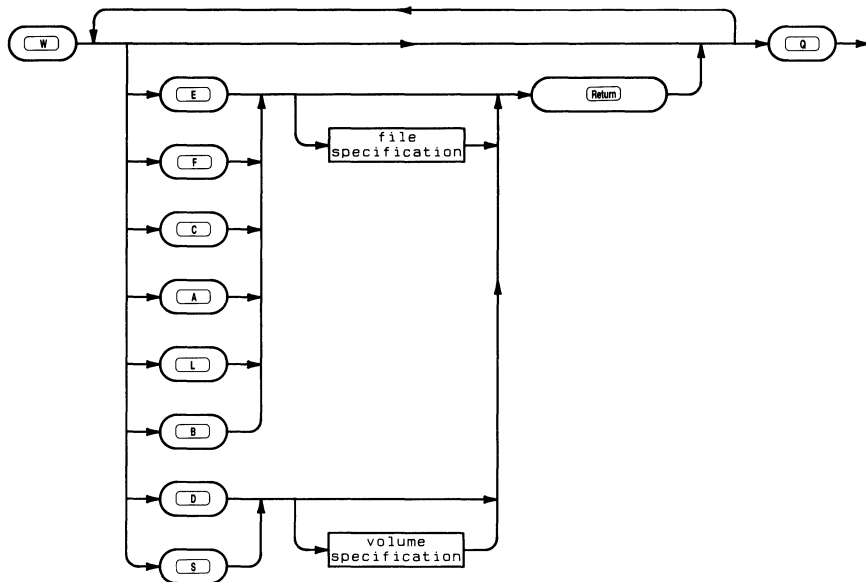 W
Q
E
Return
file
specification
F
C
A
L
B
D
volume
specification
S